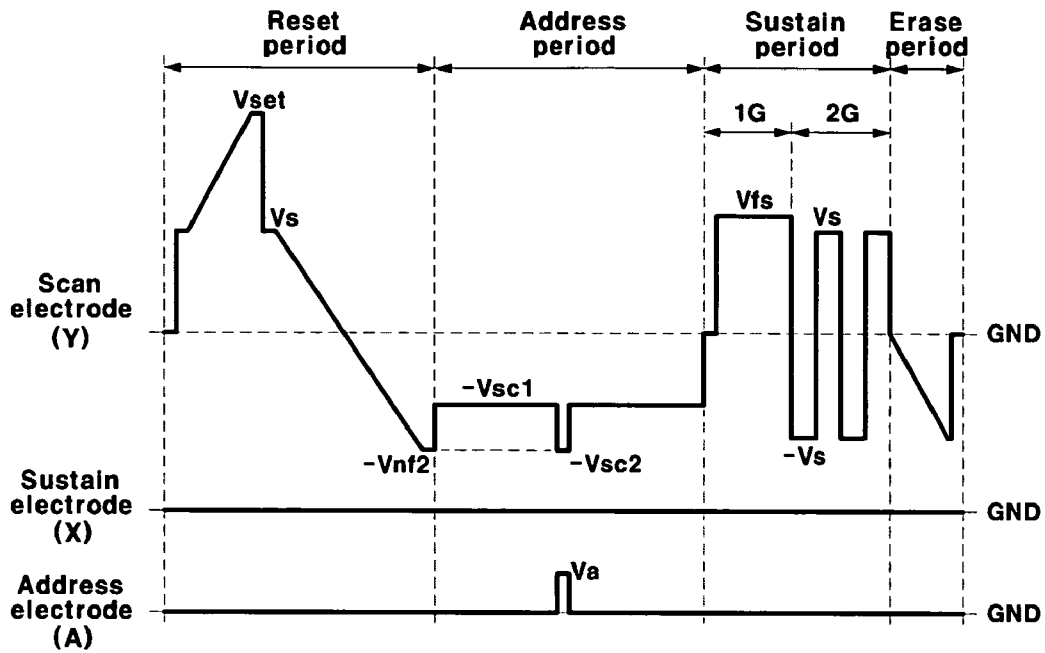 Reset period
Address period
Sustain period
Erase period
1G
2G
Vset
Vs
Vfs
Vs
Scan electrode (Y)
GND
-Vsc1
-Vnf2
-Vsc2
-Vs
Sustain electrode (X)
GND
Va
Address electrode (A)
GND